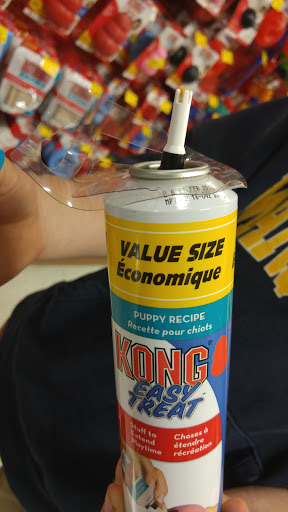 VALUE SIZE
Économique
PUPPY RECIPE
Recette pour chiots
KONG
EASY
TREAT
Stuff to
Extend
Playtime
Choses à
étendre
récréation